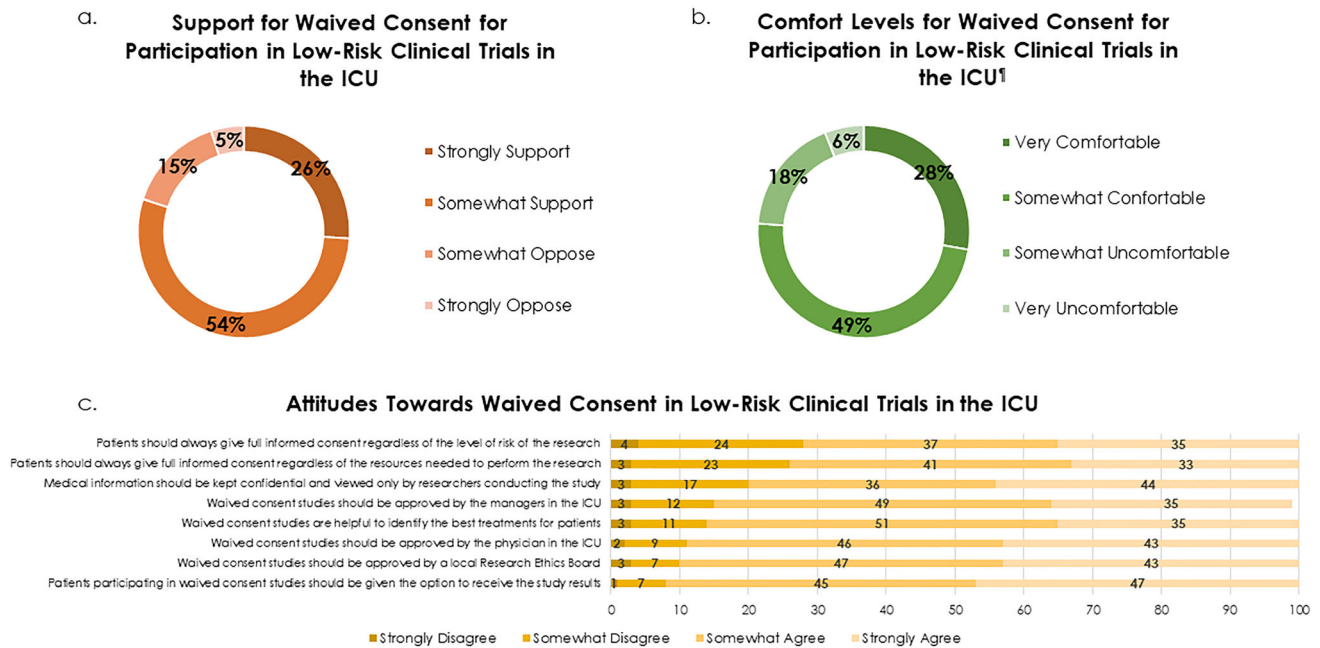 a.
Support for Waived Consent for
Participation in Low-Risk Clinical Trials in
the ICU
5%
15%
26%
54%
Strongly Support
Somewhat Support
Somewhat Oppose
Strongly Oppose
b.
Comfort Levels for Waived Consent for
Participation in Low-Risk Clinical Trials in
the ICU¶
6%
18%
28%
49%
Very Comfortable
Somewhat Confortable
Somewhat Uncomfortable
Very Uncomfortable
c.
Attitudes Towards Waived Consent in Low-Risk Clinical Trials in the ICU
Patients should always give full informed consent regardless of the level of risk of the research 4 24 37 35
Patients should always give full informed consent regardless of the resources needed to perform the research 3 23 41 33
Medical information should be kept confidential and viewed only by researchers conducting the study 3 17 36 44
Waived consent studies should be approved by the managers in the ICU 3 12 49 35
Waived consent studies are helpful to identify the best treatments for patients 3 11 51 35
Waived consent studies should be approved by the physician in the ICU 2 9 46 43
Waived consent studies should be approved by a local Research Ethics Board 3 7 47 43
Patients participating in waived consent studies should be given the option to receive the study results 1 7 45 47
0 10 20 30 40 50 60 70 80 90 100
Strongly Disagree Somewhat Disagree Somewhat Agree Strongly Agree